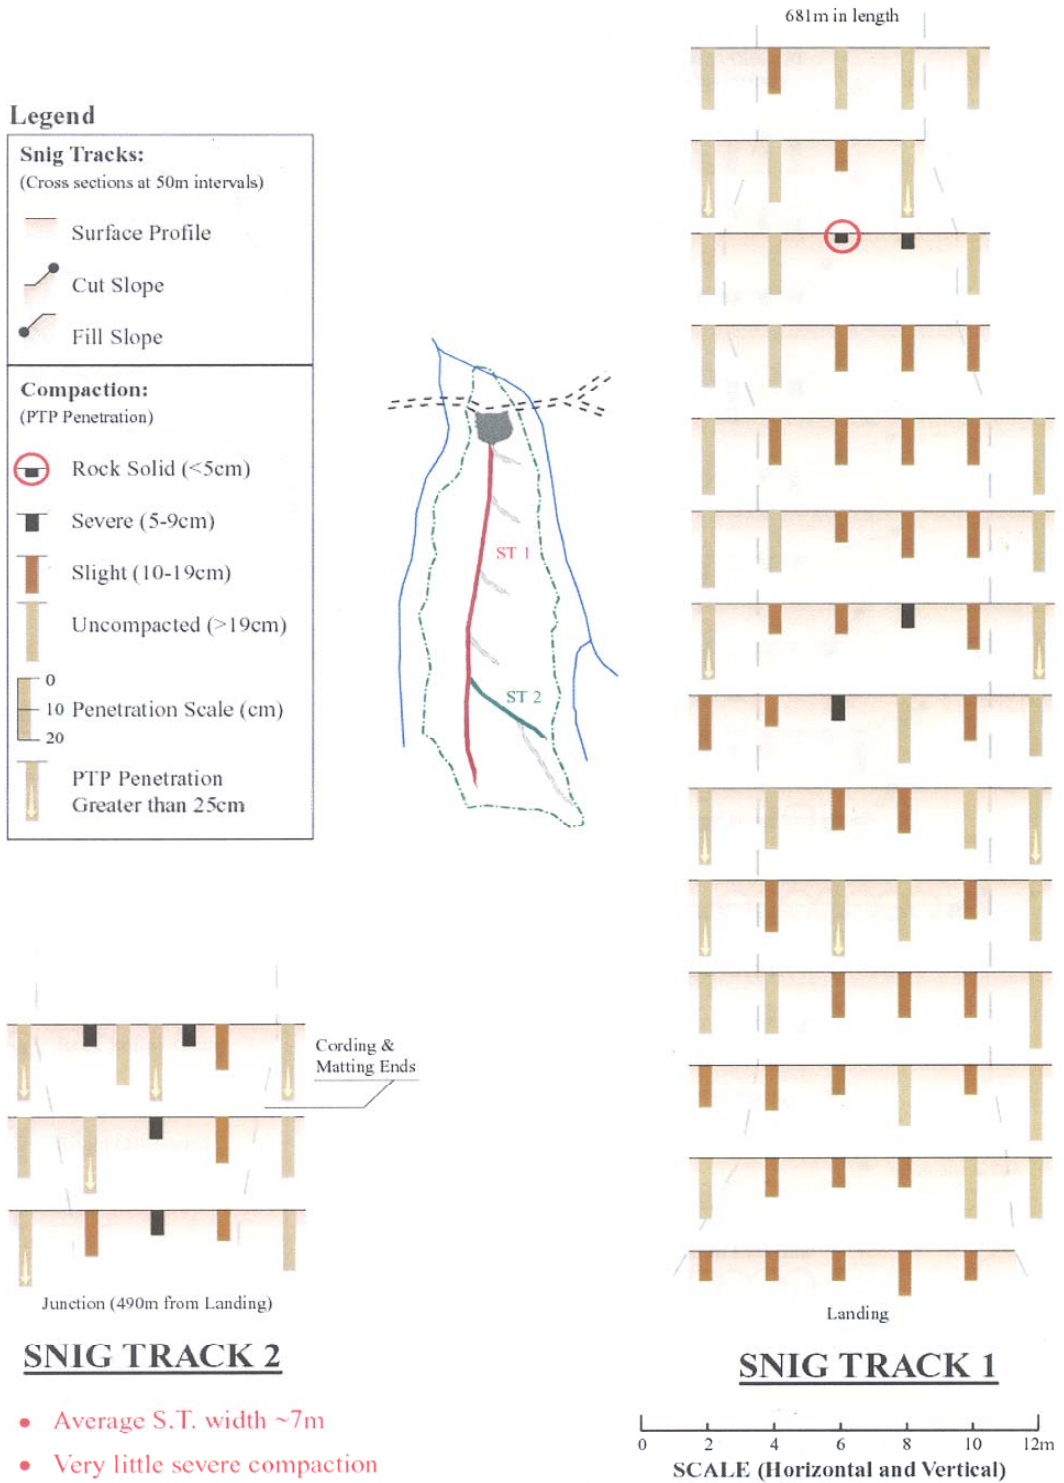 681m in length
Legend
Snig Tracks:
(Cross sections at 50m intervals)
Surface Profile
Cut Slope
Fill Slope
Compaction:
(PTP Penetration)
Rock Solid (<5cm)
Severe (5-9cm)
Slight (10-19cm)
Uncompacted (>19cm)
0
10 Penetration Scale (cm)
20
PTP Penetration
Greater than 25cm
ST 1
ST 2
Cording &
Matting Ends
Junction (490m from Landing)
SNIG TRACK 2
• Average S.T. width ~7m
• Very little severe compaction
Landing
SNIG TRACK 1
0 2 4 6 8 10 12m
SCALE (Horizontal and Vertical)